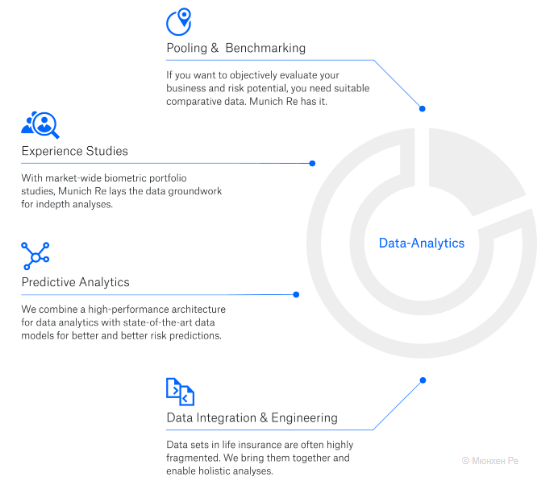 Pooling & Benchmarking
If you want to objectively evaluate your
business and risk potential, you need suitable
comparative data. Munich Re has it.
Experience Studies
With market-wide biometric portfolio
studies, Munich Re lays the data groundwork
for indepth analyses.
Data-Analytics
Predictive Analytics
We combine a high-performance architecture
for data analytics with state-of-the-art data
models for better and better risk predictions.
Data Integration & Engineering
Data sets in life insurance are often highly
fragmented. We bring them together and
enable holistic analyses.
© Мюнхен Ре